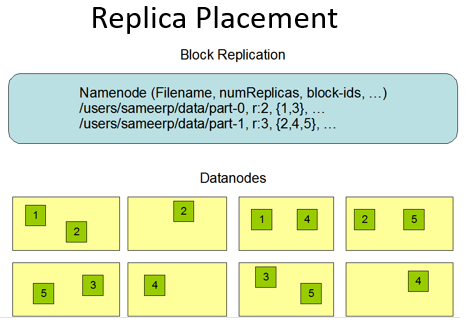 Replica Placement
Block Replication
Namenode (Filename, numReplicas, block-ids, …)
/users/sameerp/data/part-0, r:2, {1,3}, …
/users/sameerp/data/part-1, r:3, {2,4,5}, …
Datanodes
1 2 2 1 4 2 5
5 3 4 3 5 4